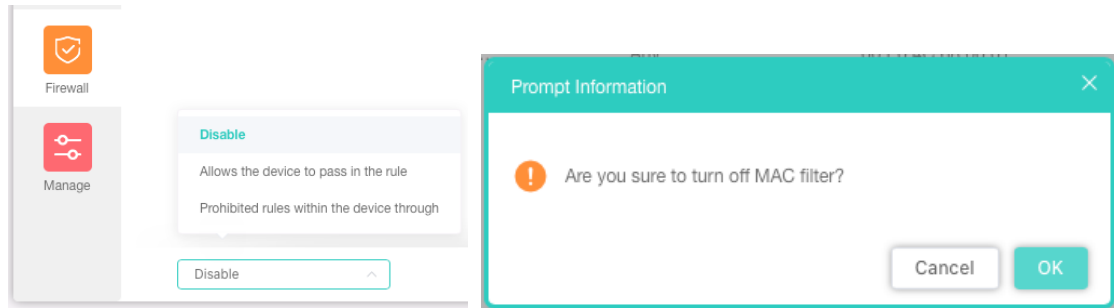 Firewall
Manage
Disable
Allows the device to pass in the rule
Prohibited rules within the device through
Disable
Prompt Information
Are you sure to turn off MAC filter?
Cancel
OK